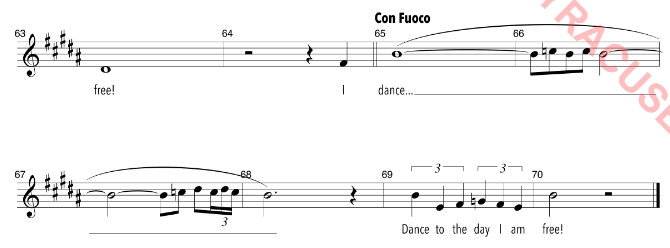 Con Fuoco
63 64 65 66
free! I dance...
TRACUSE
67 68 69 70
3 3 3
Dance to the day I am free!